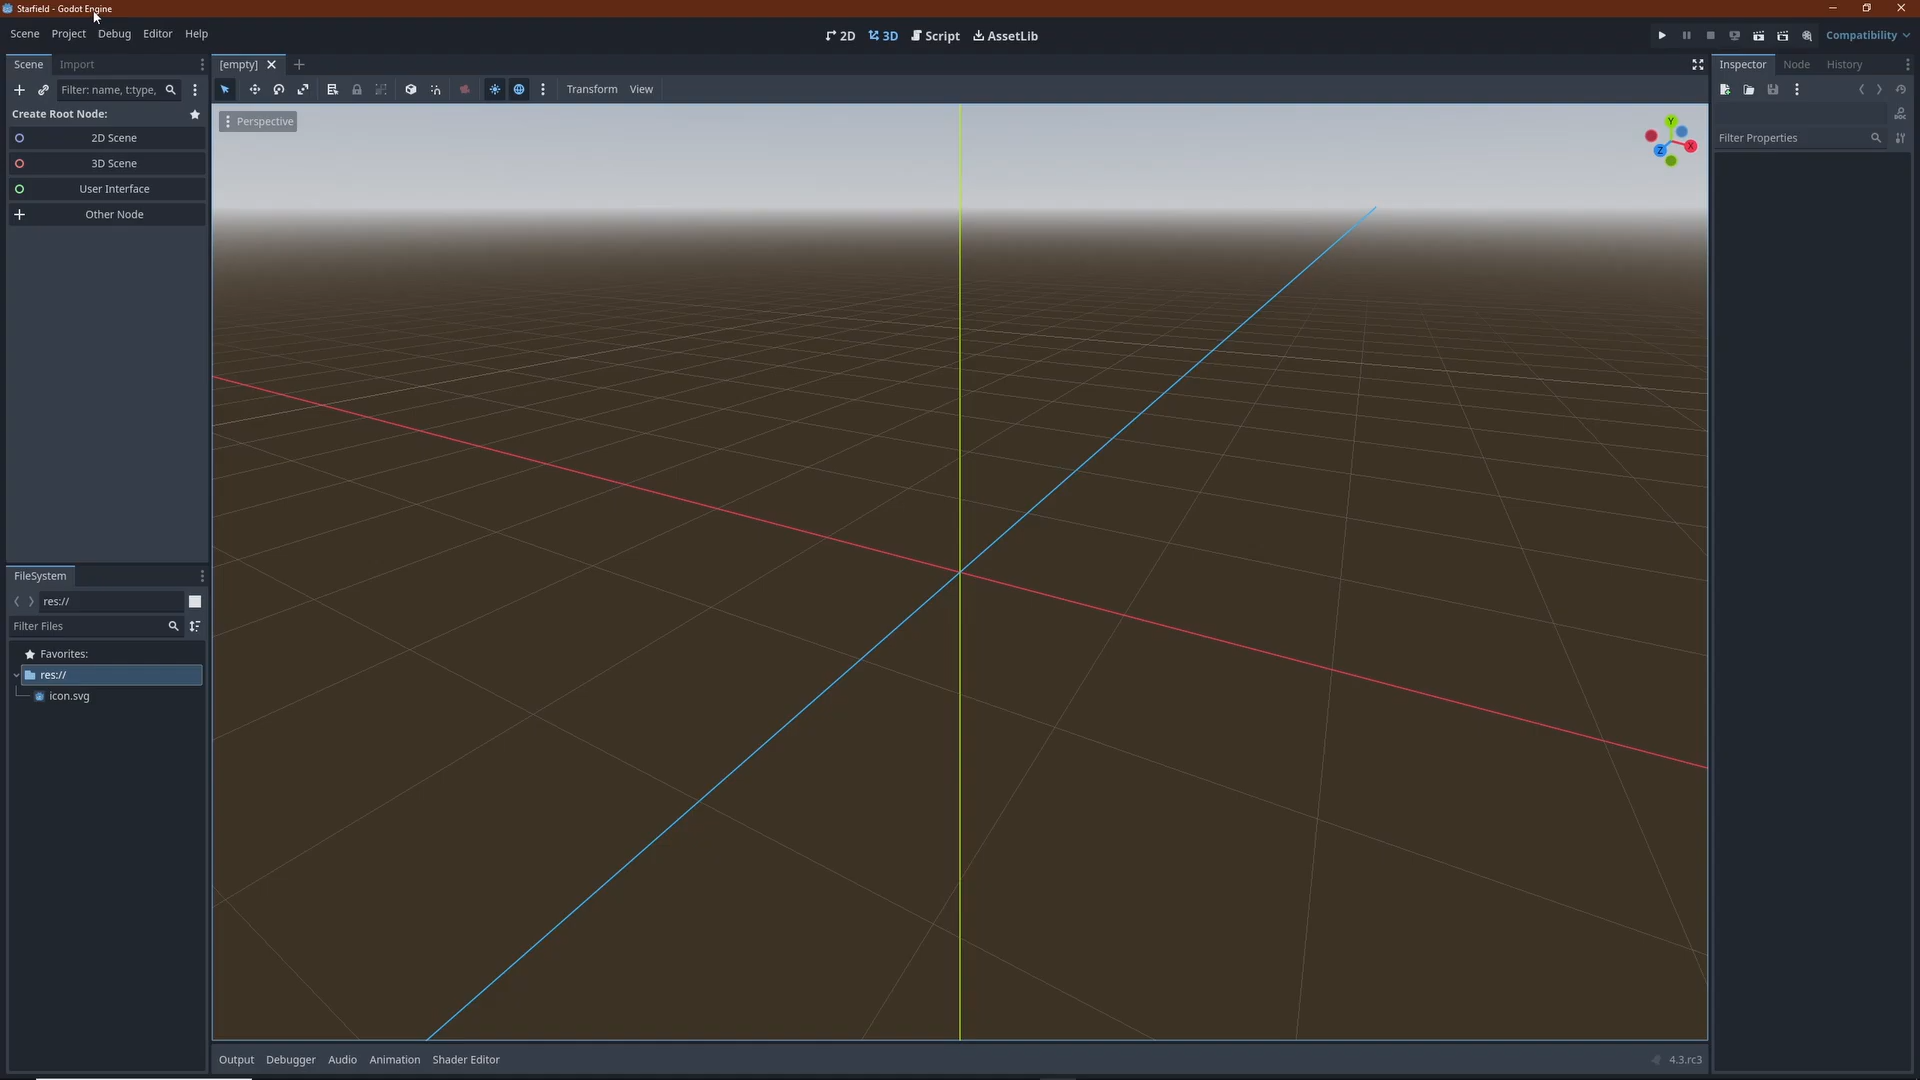 Starfield - Godot Engine
Scene Project Debug Editor Help
2D 3D Script AssetLib
Compatibility
Scene Import
[empty]
Inspector Node History
Filter: name, t:type,
Transform View
Create Root Node:
Perspective
2D Scene
3D Scene
User Interface
Other Node
Filter Properties
DOC
Y
X
Z
FileSystem
res://
Filter Files
Favorites:
res://
icon.svg
Output Debugger Audio Animation Shader Editor
4.3.rc3